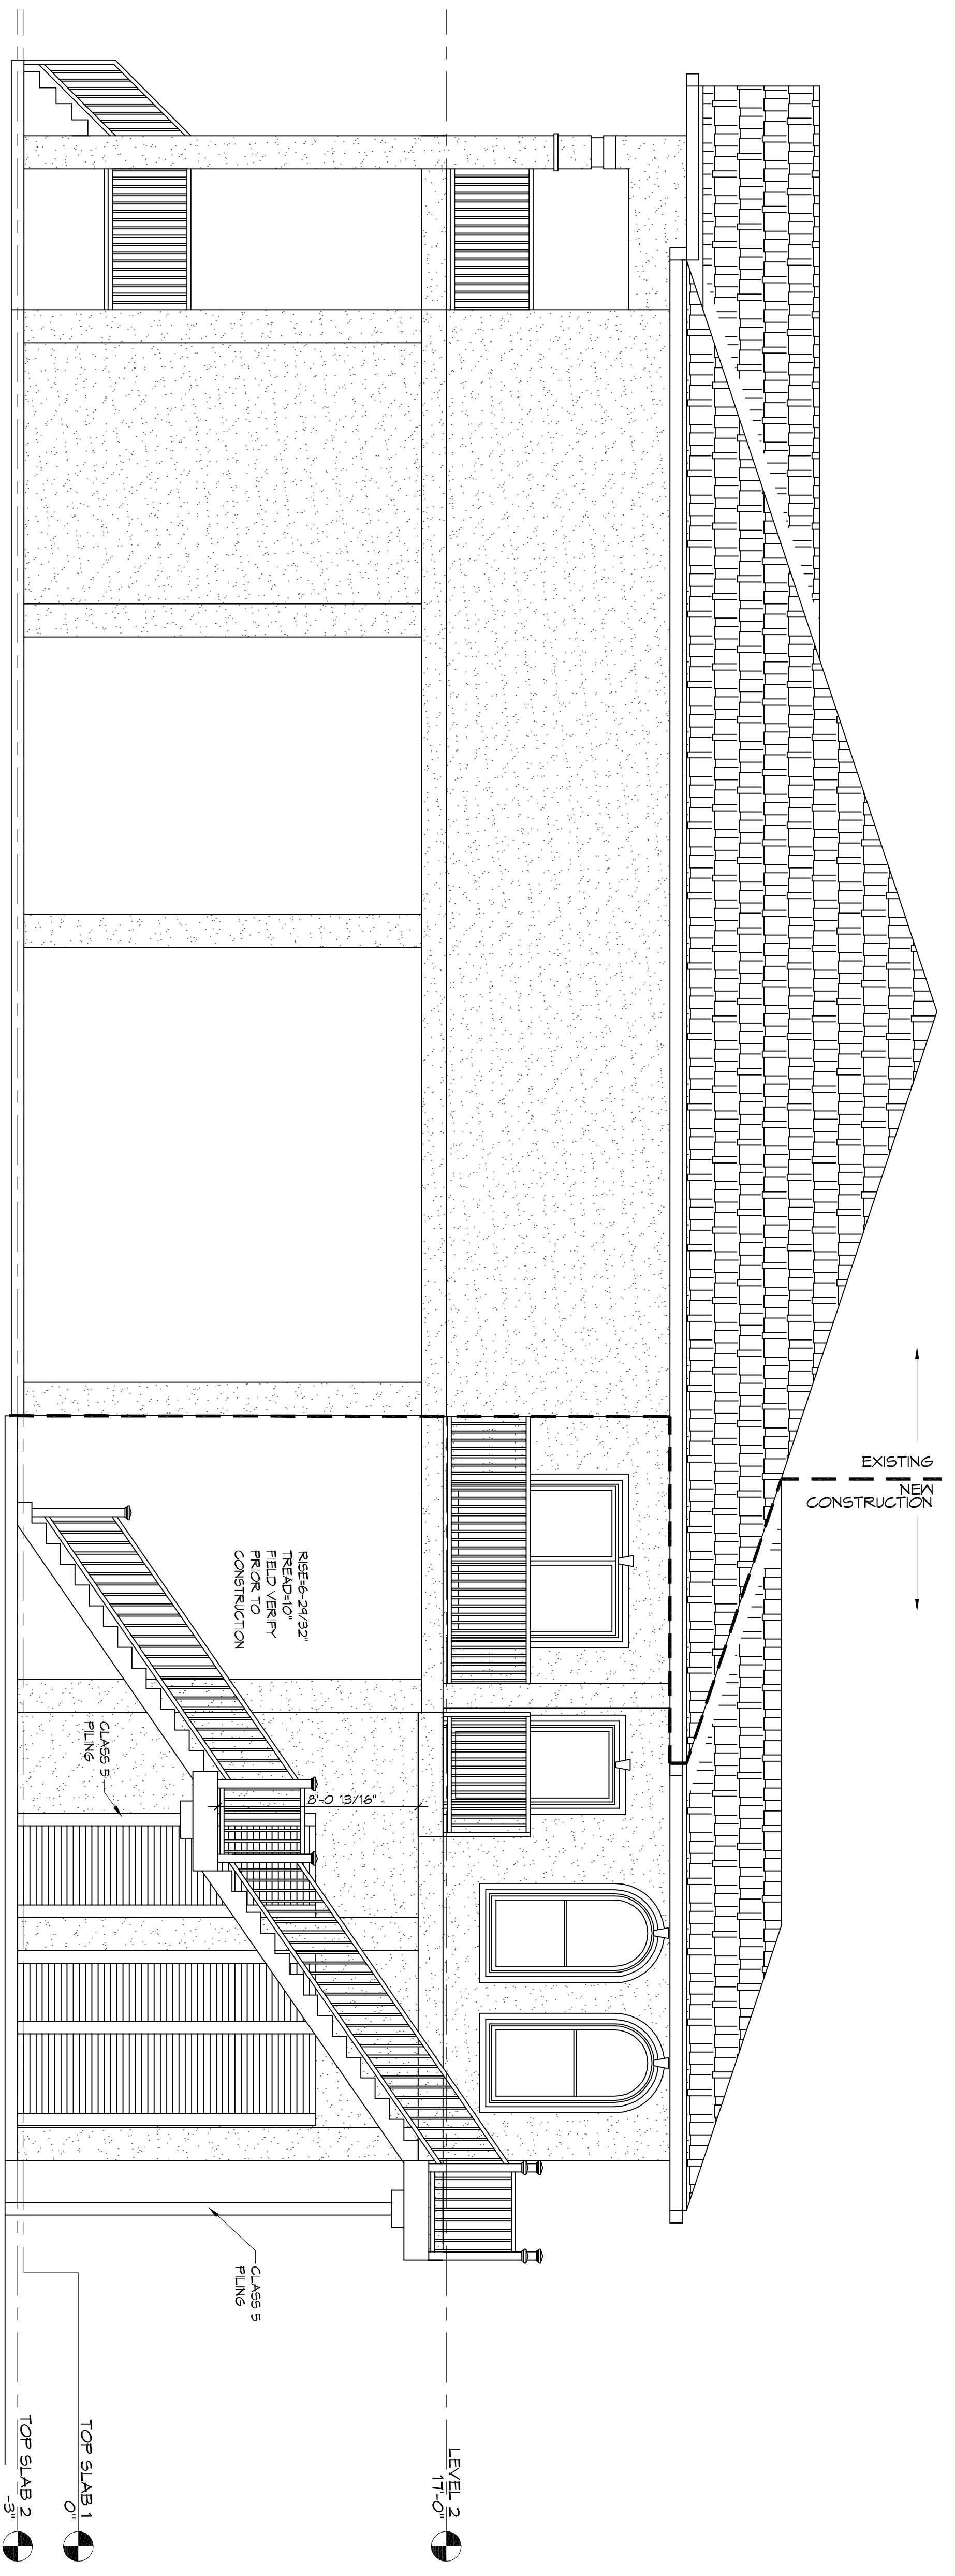 EXISTING
NEW
CONSTRUCTION
RISE=6-29/32"
TREAD=10"
FIELD VERIFY
PRIOR TO
CONSTRUCTION
8'-0 13/16"
CLASS 5
PILING
CLASS 5
PILING
LEVEL 2
17'-0"
TOP SLAB 1
0"
TOP SLAB 2
-3"